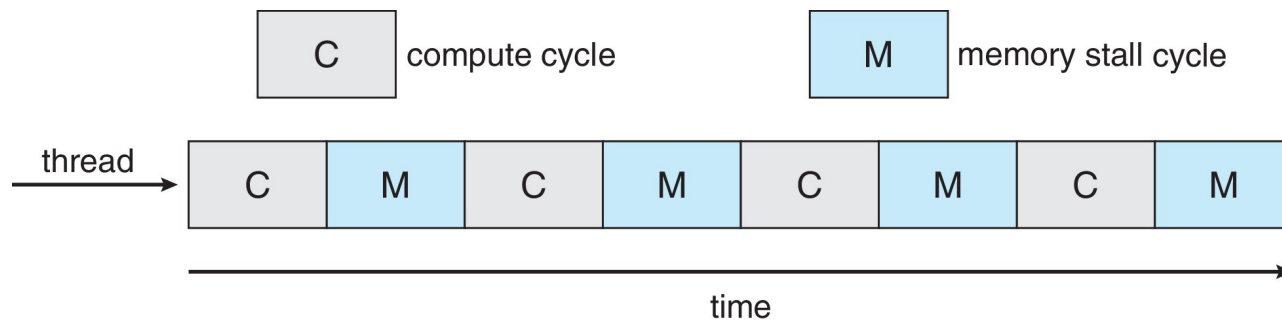 C compute cycle
M memory stall cycle
thread
C M C M C M C M
time